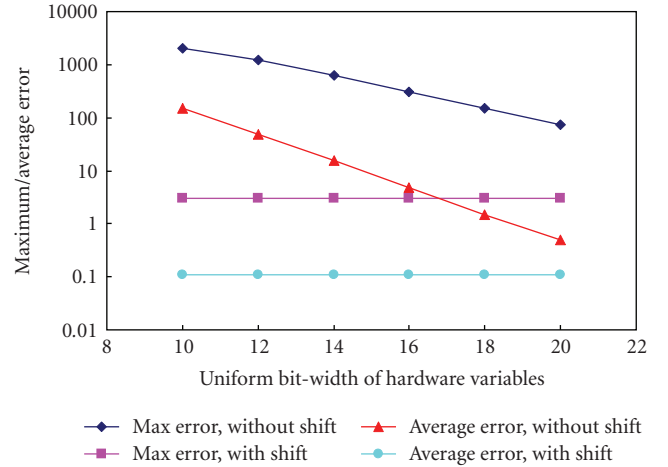 10000
1000
100
10
1
0.1
0.01
Maximum/average error
8
10
12
14
16
18
20
22
Uniform bit-width of hardware variables
Max error, without shift
Average error, without shift
Max error, with shift
Average error, with shift